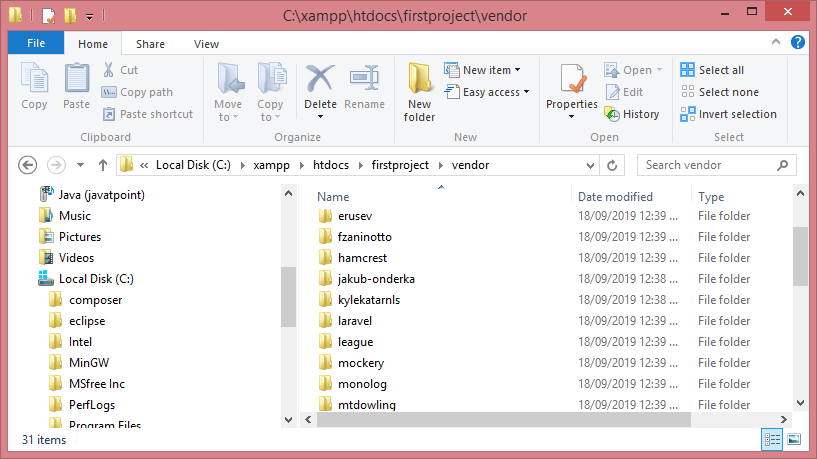 C:\xampp\htdocs\firstproject\vendor
File Home Share View
Copy Paste Cut Copy path Paste shortcut
Clipboard
Move to Copy to Delete Rename
Organize
New folder New item Easy access
New
Properties Open Edit History
Open
Select all Select none Invert selection
Select
« Local Disk (C:) xampp htdocs firstproject vendor Search vendor
Java (javatpoint)
Music
Pictures
Videos
Local Disk (C:)
composer
eclipse
Intel
MinGW
MSfree Inc
PerfLogs
Program Files
Name Date modified Type
erusev 18/09/2019 12:39 ... File folder
fzaninotto 18/09/2019 12:39 ... File folder
hamcrest 18/09/2019 12:39 ... File folder
jakub-onderka 18/09/2019 12:38 ... File folder
kylekatarnls 18/09/2019 12:38 ... File folder
laravel 18/09/2019 12:39 ... File folder
league 18/09/2019 12:39 ... File folder
mockery 18/09/2019 12:39 ... File folder
monolog 18/09/2019 12:39 ... File folder
mtdowling 18/09/2019 12:39 ... File folder
31 items